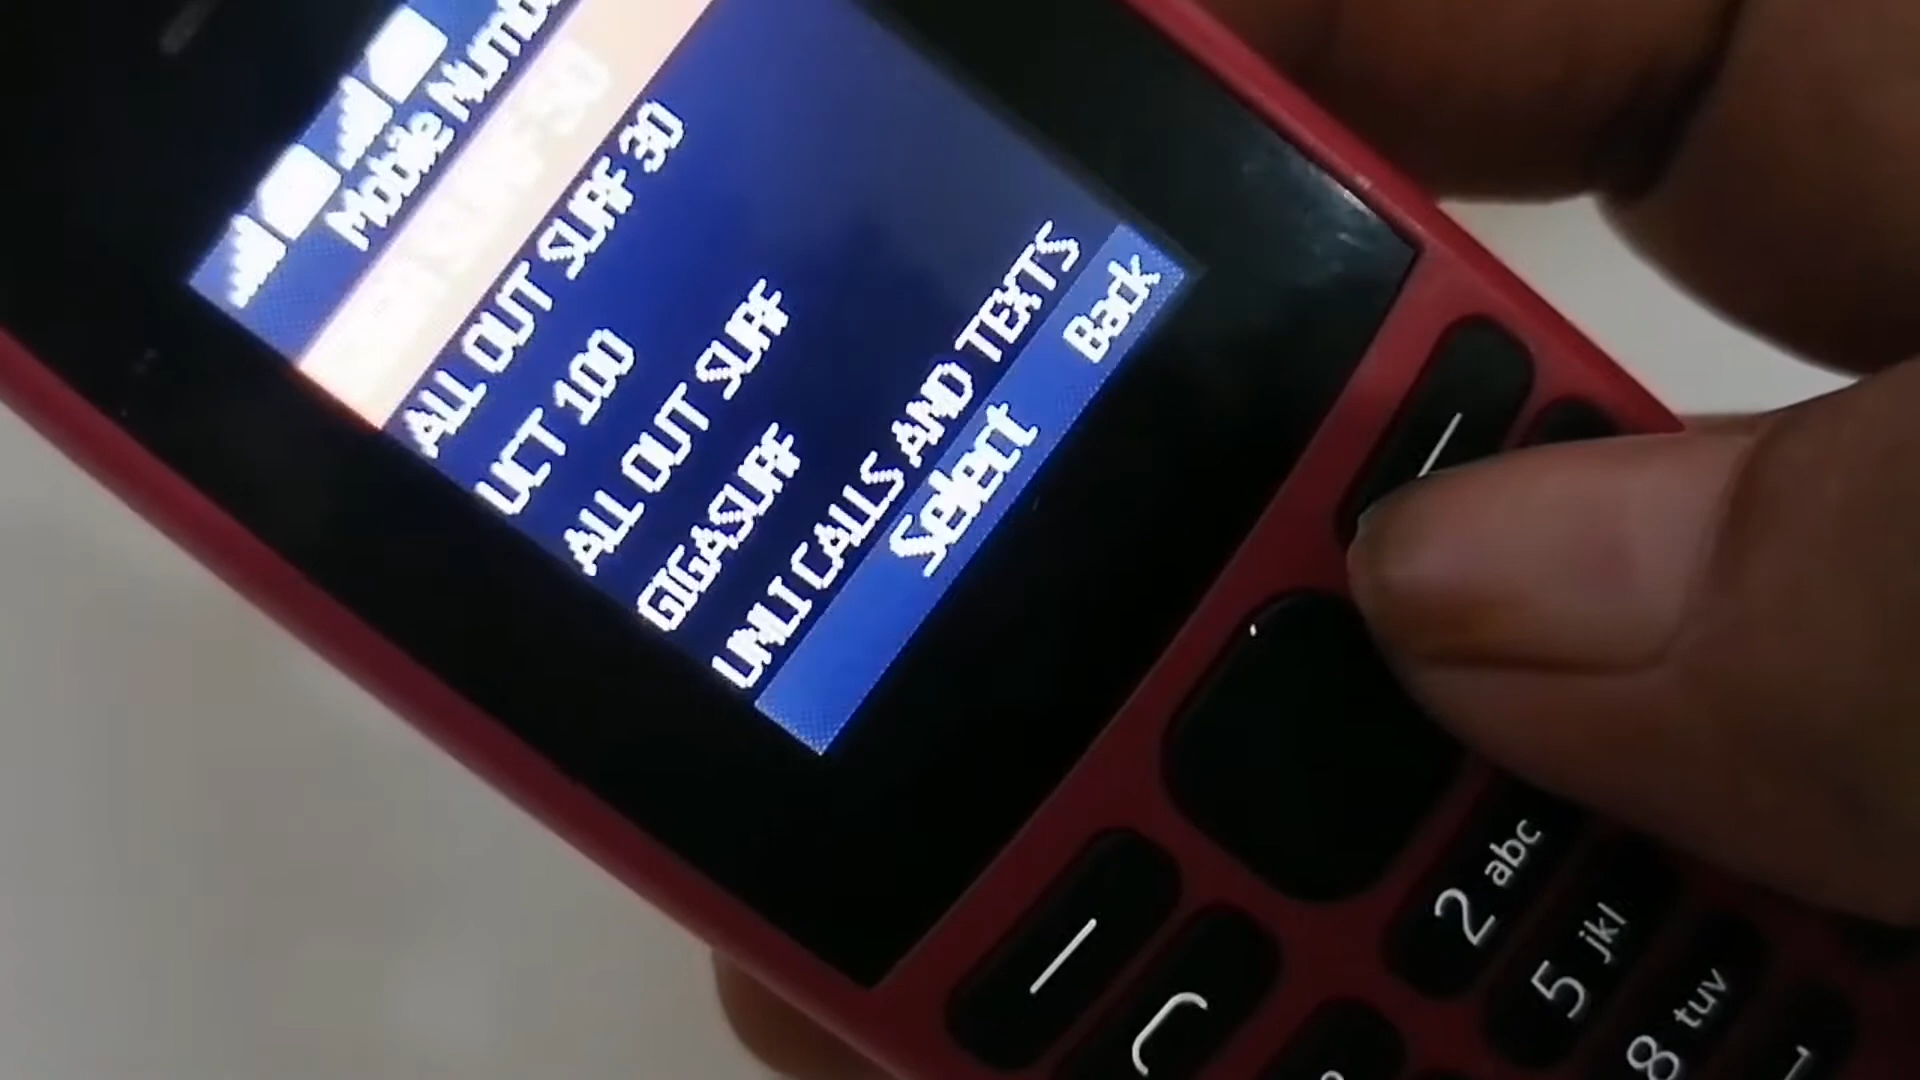 Mobile
ALL OUT SURF 30
UCT 100
ALL OUT SURF
GIGASURF
UNLI CALLS AND TEXTS
Select
Back
2 abc
5 jkl
8 tuv